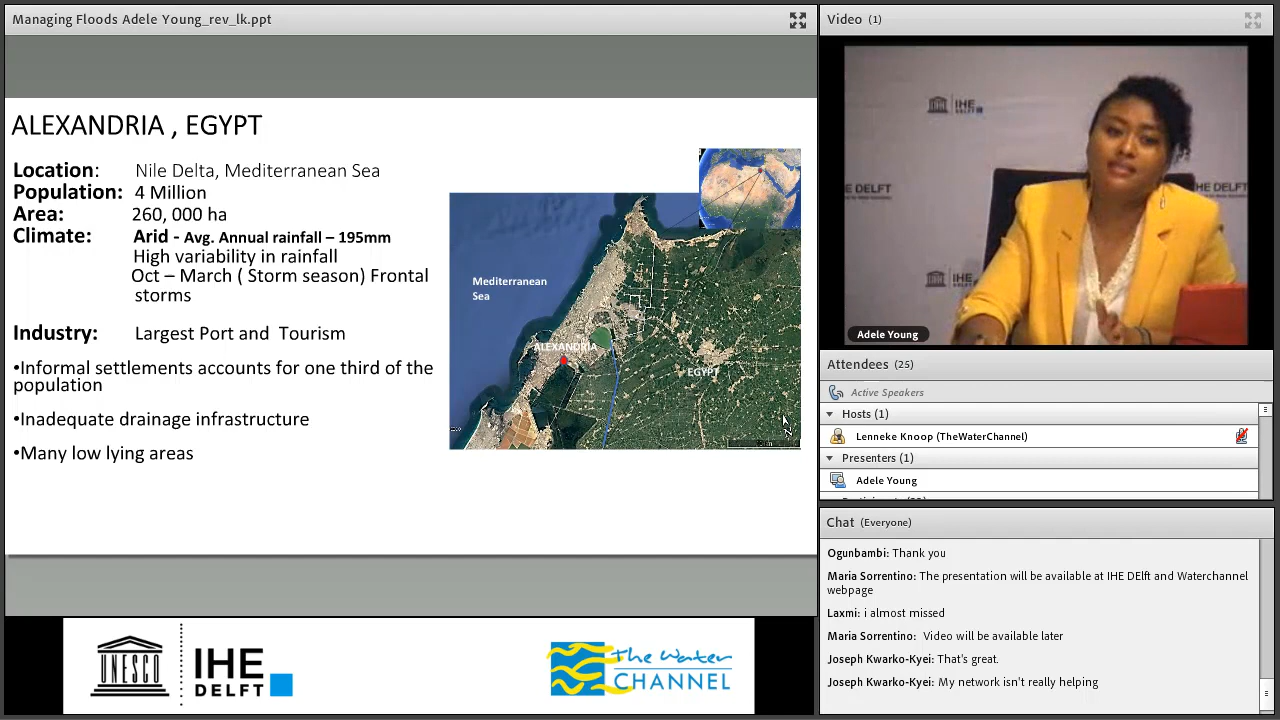 Managing Floods Adele Young_rev_lk.ppt
ALEXANDRIA , EGYPT
Location: Nile Delta, Mediterranean Sea
Population: 4 Million
Area: 260, 000 ha
Climate: Arid - Avg. Annual rainfall – 195mm
High variability in rainfall
Oct – March ( Storm season) Frontal
storms
Industry: Largest Port and Tourism
•Informal settlements accounts for one third of the
population
•Inadequate drainage infrastructure
•Many low lying areas
Mediterranean
Sea
ALEXANDRIA
EGYPT
UNESCO
IHE
DELFT
The Water
CHANNEL
Video (1)
IHE
DELFT
IHE DELFT
IHE
DELFT
Adele Young
Attendees (25)
Active Speakers
Hosts (1)
Lenneke Knoop (TheWaterChannel)
Presenters (1)
Adele Young
Chat (Everyone)
Ogunbambi: Thank you
Maria Sorrentino: The presentation will be available at IHE DElft and Waterchannel
webpage
Laxmi: i almost missed
Maria Sorrentino: Video will be available later
Joseph Kwarko-Kyei: That's great.
Joseph Kwarko-Kyei: My network isn't really helping